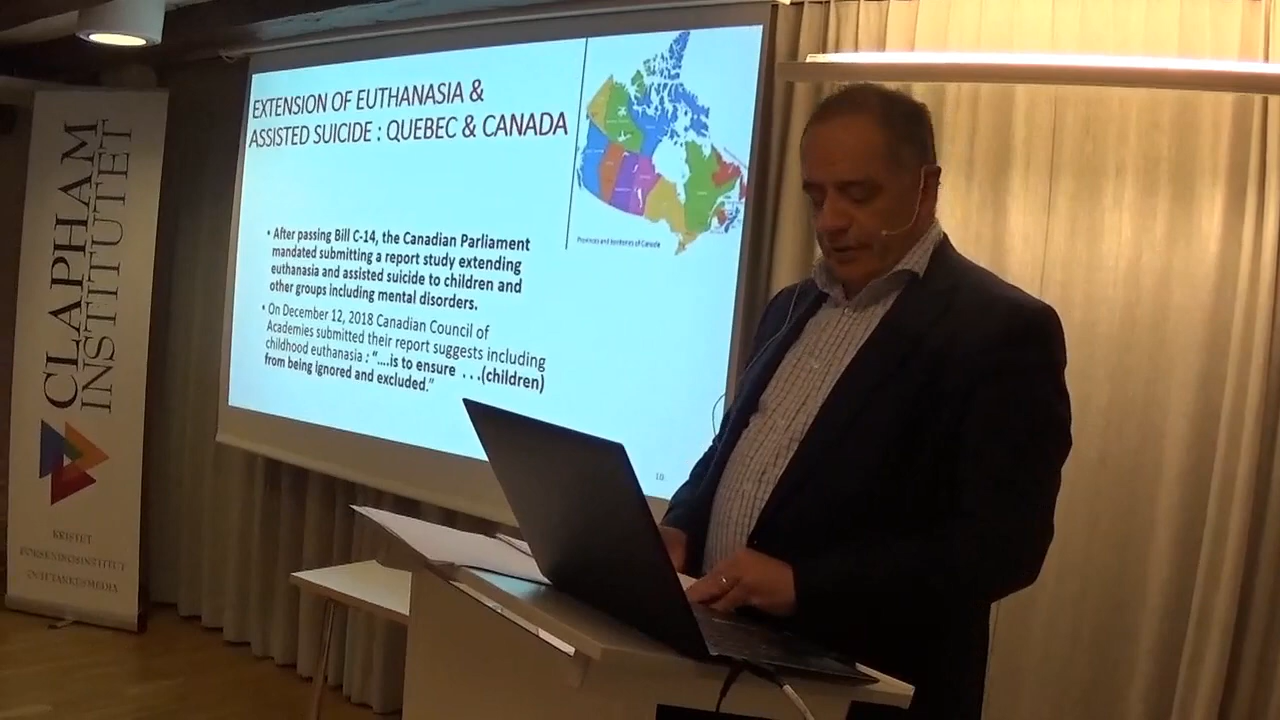 CLAPHAM
INSTITUTET
KRISTET
EXTENSION OF EUTHANASIA &
ASSISTED SUICIDE : QUEBEC & CANADA
Provinces and territories of Canada
• After passing Bill C-14, the Canadian Parliament
mandated submitting a report study extending
euthanasia and assisted suicide to children and
other groups including mental disorders.
• On December 12, 2018 Canadian Council of
Academies submitted their report suggests including
childhood euthanasia : “....is to ensure . . .(children)
from being ignored and excluded.”
10